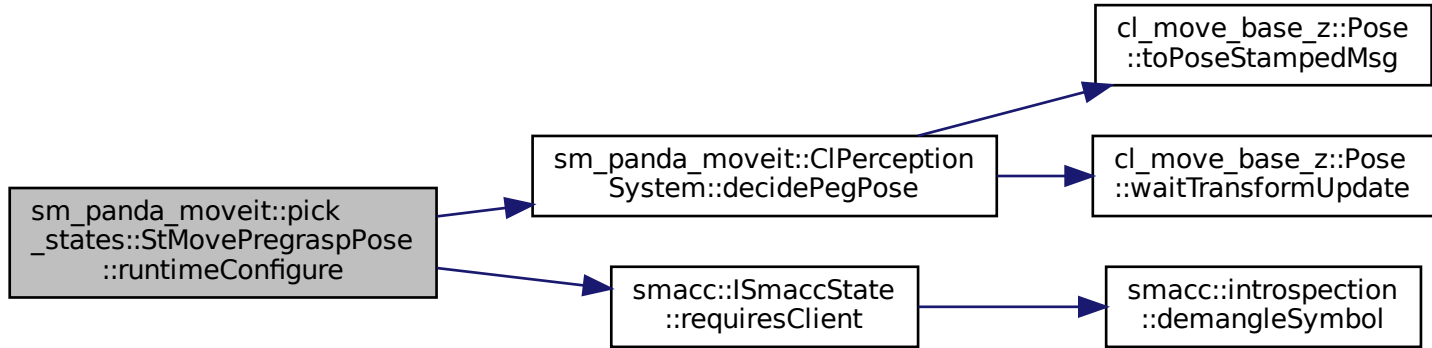 sm_panda_moveit::pick
_states::StMovePregraspPose
::runtimeConfigure
sm_panda_moveit::ClPerception
System::decidePegPose
cl_move_base_z::Pose
::toPoseStampedMsg
cl_move_base_z::Pose
::waitTransformUpdate
smacc::ISmaccState
::requiresClient
smacc::introspection
::demangleSymbol